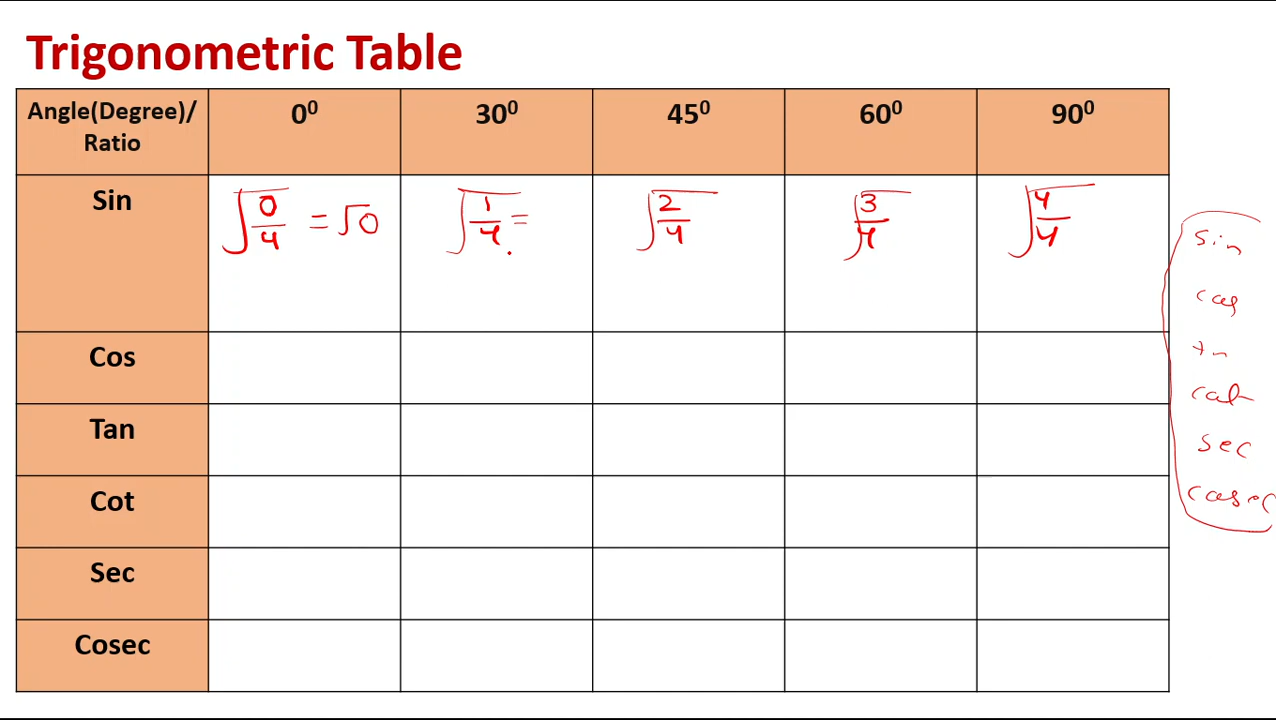 Trigonometric Table
Angle(Degree)/
Ratio
0⁰
30⁰
45⁰
60⁰
90⁰
Sin
√0/4 = √0
√1/4 =
√2/4
√3/4
√4/4
Cos
Tan
Cot
Sec
Cosec
sin
cos
tn
cot
sec
cosec